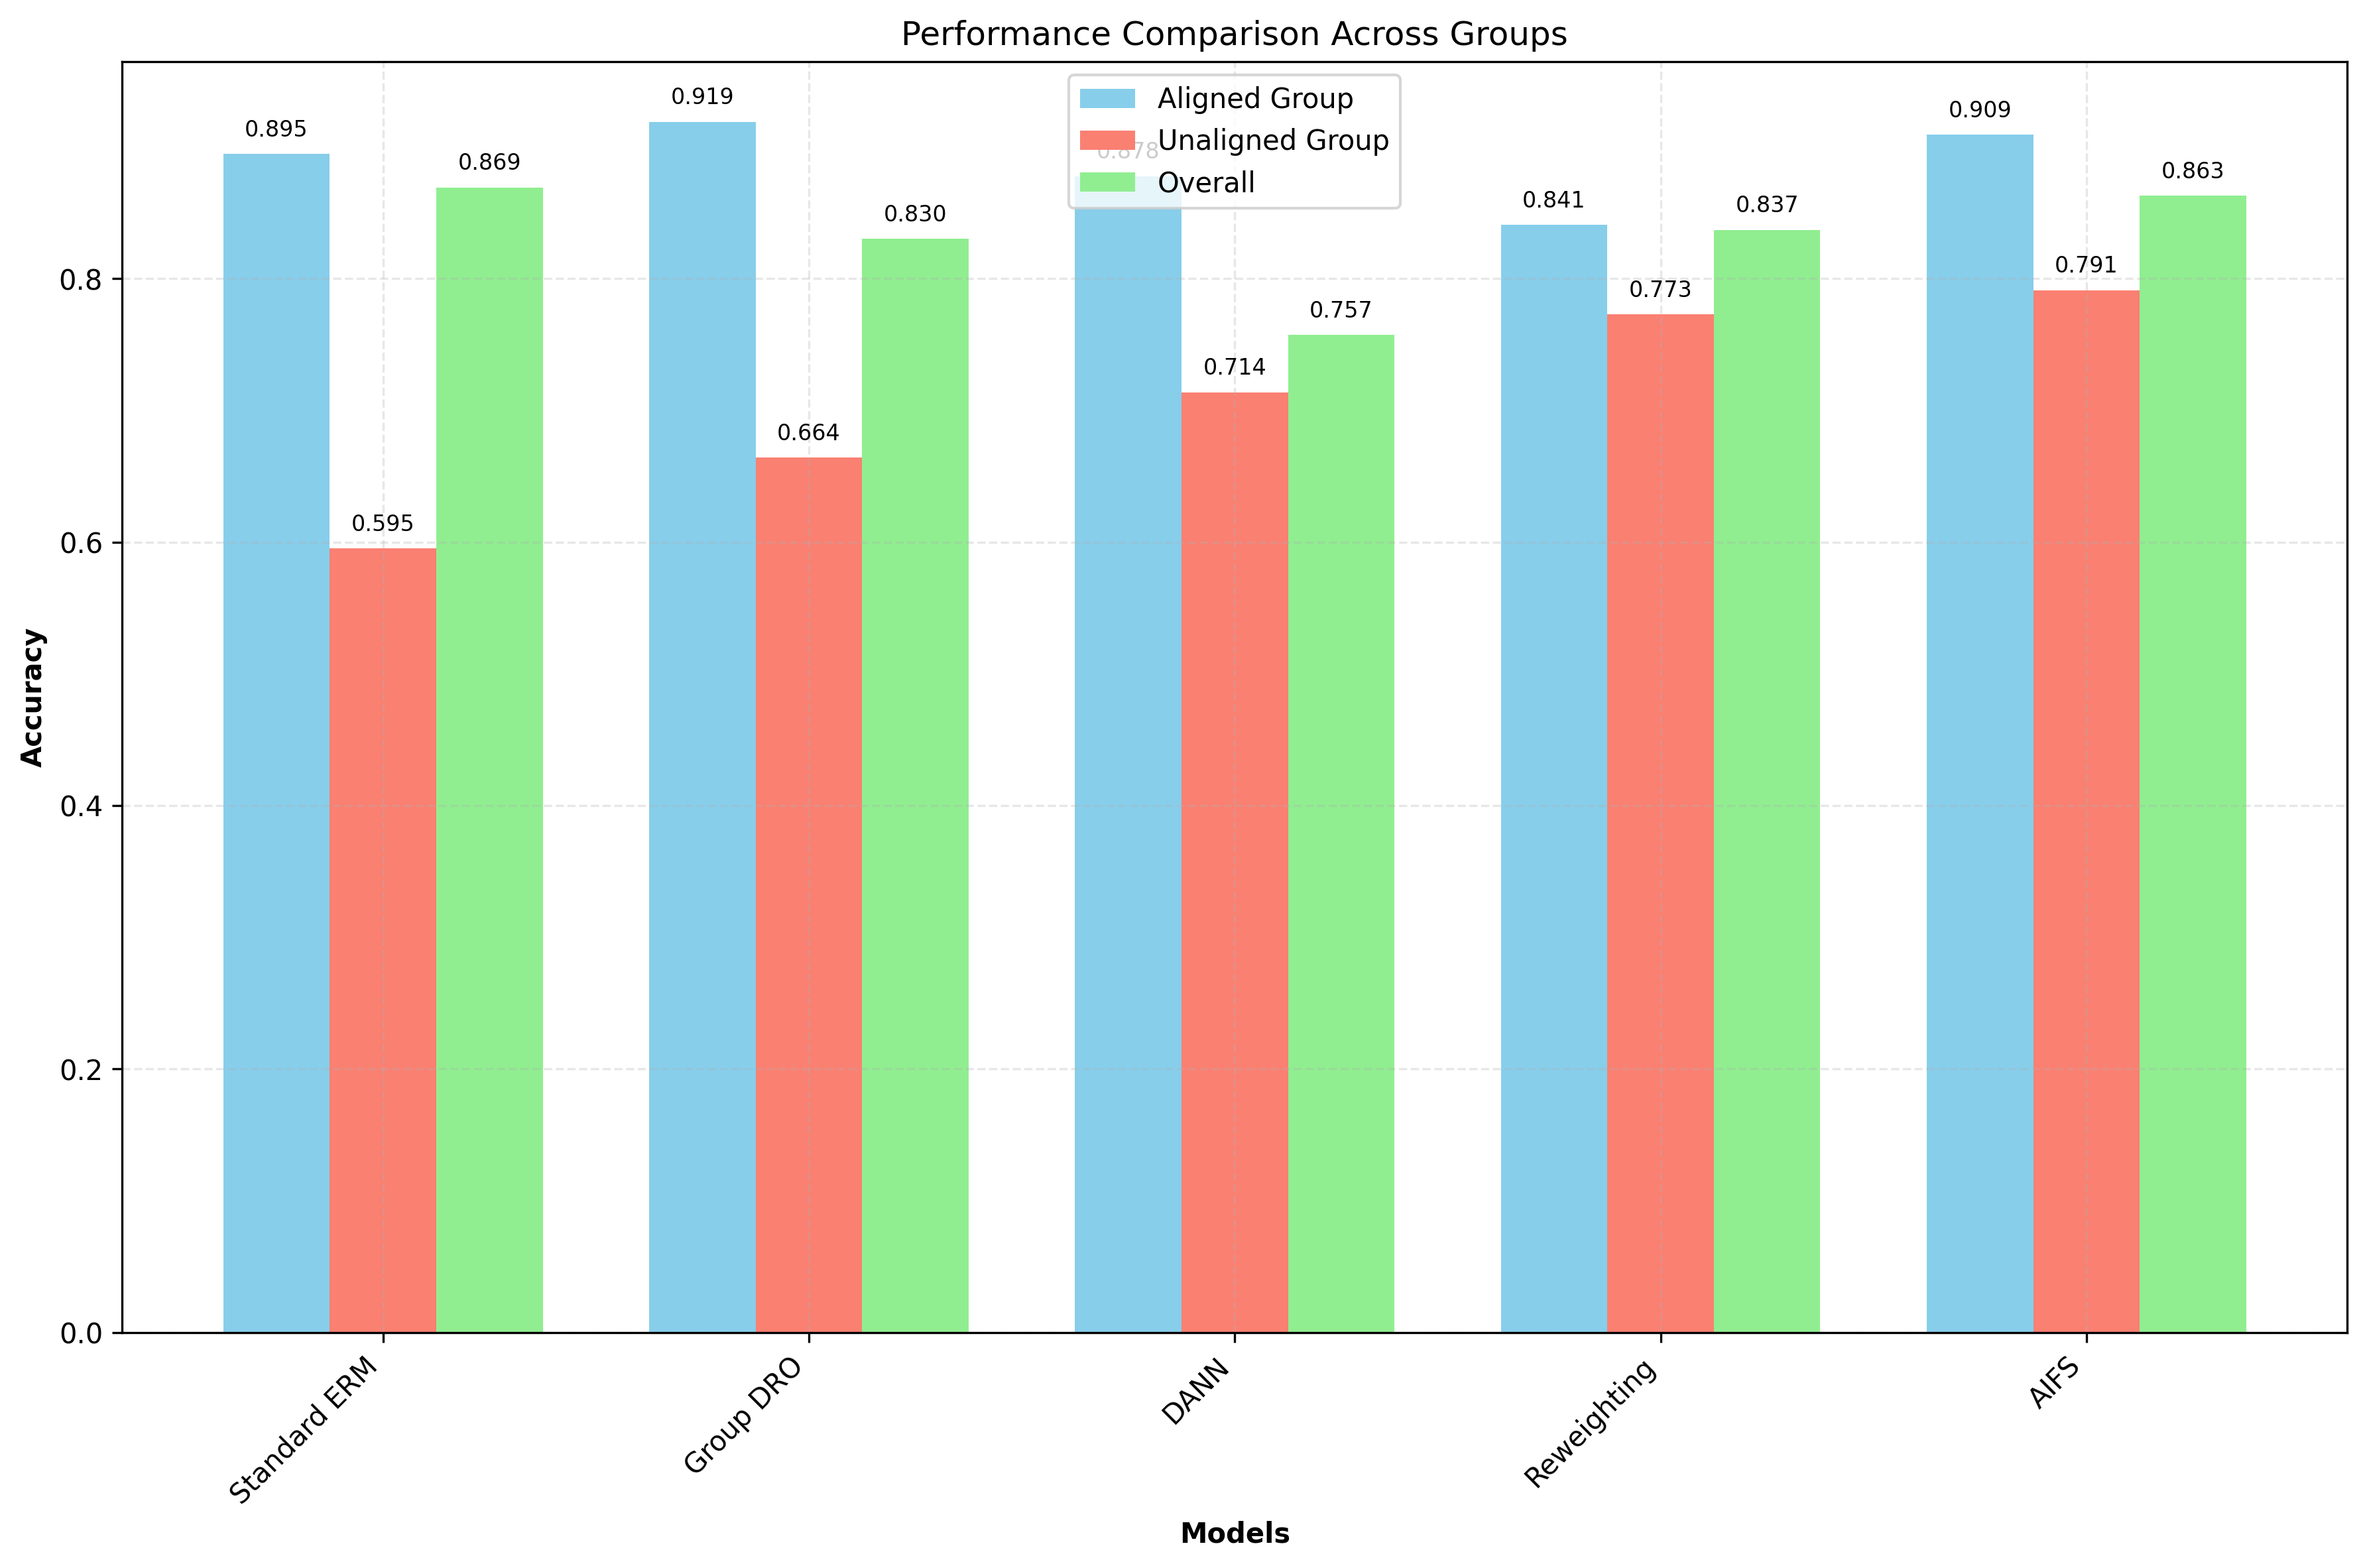 Performance Comparison Across Groups
Aligned Group
Unaligned Group
Overall
0.895
0.595
0.869
0.919
0.664
0.830
0.878
0.714
0.757
0.841
0.773
0.837
0.909
0.791
0.863
Accuracy
0.8
0.6
0.4
0.2
0.0
Standard ERM
Group DRO
DANN
Reweighting
AIFS
Models